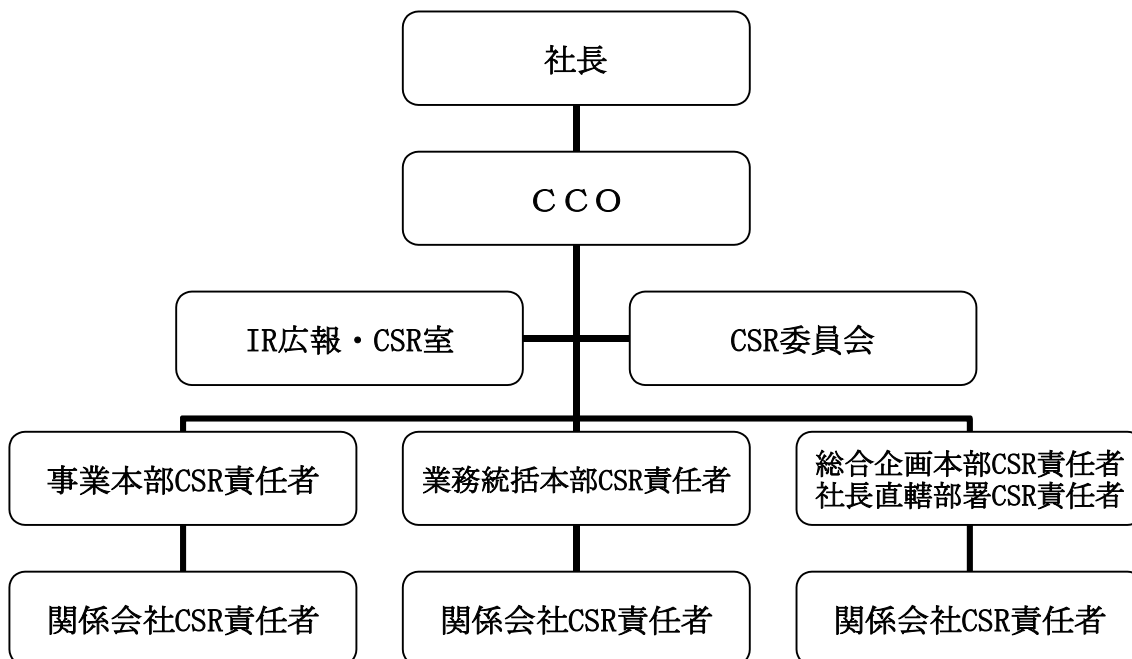 社長
ＣＣＯ
IR広報・CSR室
CSR委員会
事業本部CSR責任者
業務統括本部CSR責任者
総合企画本部CSR責任者
社長直轄部署CSR責任者
関係会社CSR責任者
関係会社CSR責任者
関係会社CSR責任者